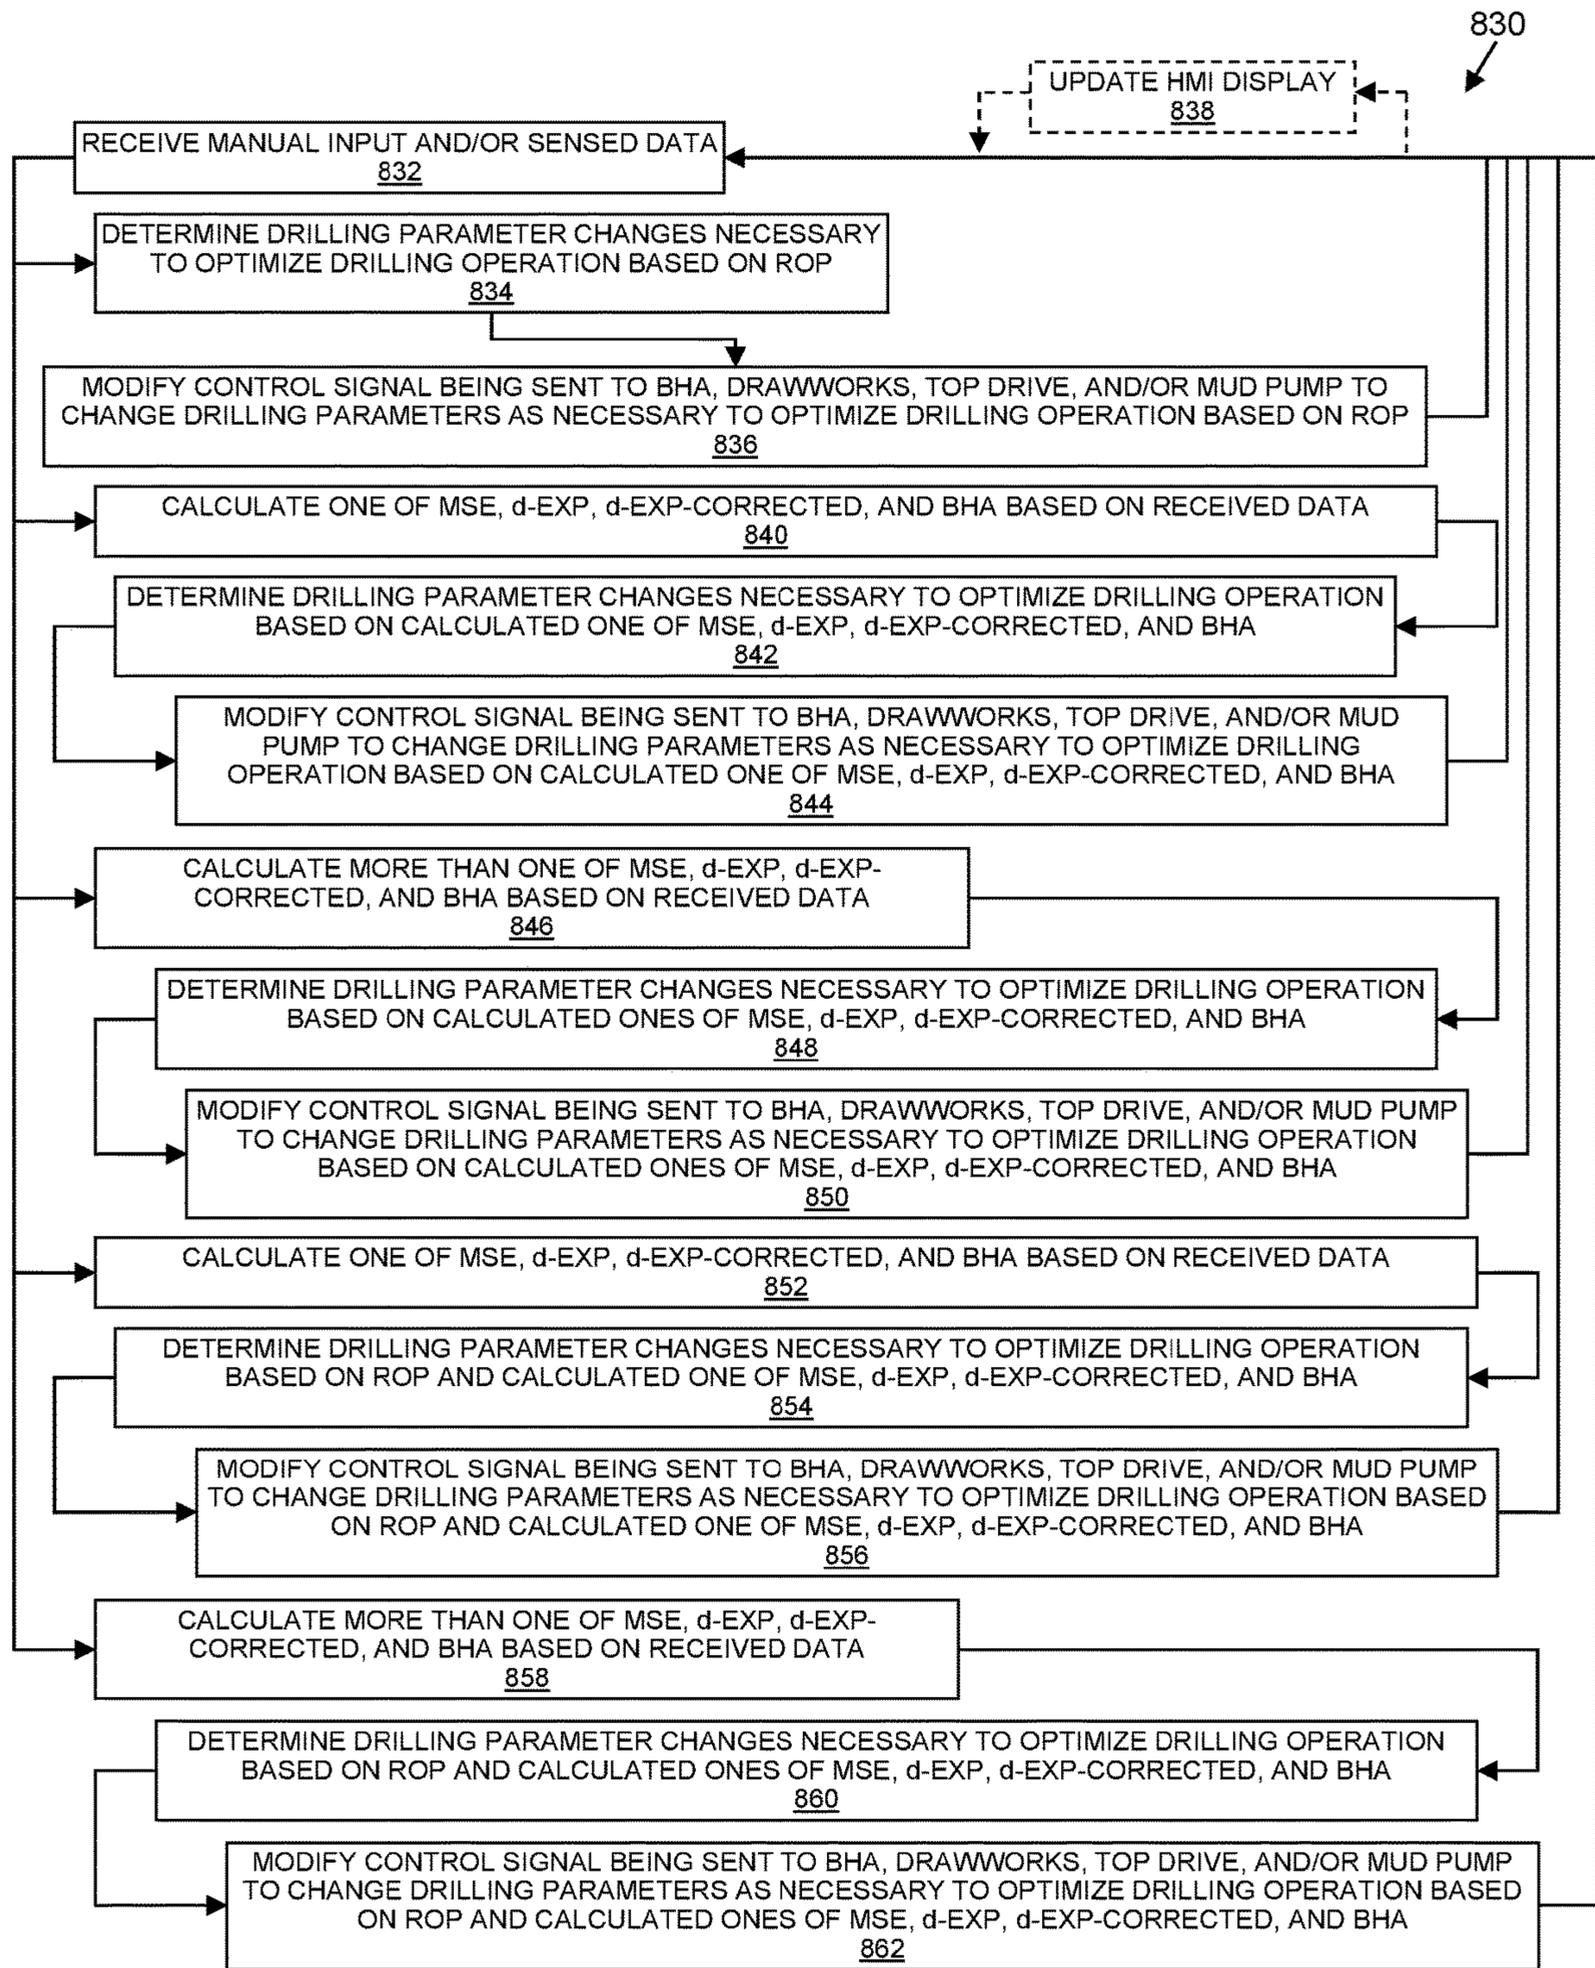 830
UPDATE HMI DISPLAY
838
RECEIVE MANUAL INPUT AND/OR SENSED DATA
832
DETERMINE DRILLING PARAMETER CHANGES NECESSARY
TO OPTIMIZE DRILLING OPERATION BASED ON ROP
834
MODIFY CONTROL SIGNAL BEING SENT TO BHA, DRAWWORKS, TOP DRIVE, AND/OR MUD PUMP TO
CHANGE DRILLING PARAMETERS AS NECESSARY TO OPTIMIZE DRILLING OPERATION BASED ON ROP
836
CALCULATE ONE OF MSE, d-EXP, d-EXP-CORRECTED, AND BHA BASED ON RECEIVED DATA
840
DETERMINE DRILLING PARAMETER CHANGES NECESSARY TO OPTIMIZE DRILLING OPERATION
BASED ON CALCULATED ONE OF MSE, d-EXP, d-EXP-CORRECTED, AND BHA
842
MODIFY CONTROL SIGNAL BEING SENT TO BHA, DRAWWORKS, TOP DRIVE, AND/OR MUD
PUMP TO CHANGE DRILLING PARAMETERS AS NECESSARY TO OPTIMIZE DRILLING
OPERATION BASED ON CALCULATED ONE OF MSE, d-EXP, d-EXP-CORRECTED, AND BHA
844
CALCULATE MORE THAN ONE OF MSE, d-EXP, d-EXP-
CORRECTED, AND BHA BASED ON RECEIVED DATA
846
DETERMINE DRILLING PARAMETER CHANGES NECESSARY TO OPTIMIZE DRILLING OPERATION
BASED ON CALCULATED ONES OF MSE, d-EXP, d-EXP-CORRECTED, AND BHA
848
MODIFY CONTROL SIGNAL BEING SENT TO BHA, DRAWWORKS, TOP DRIVE, AND/OR MUD PUMP
TO CHANGE DRILLING PARAMETERS AS NECESSARY TO OPTIMIZE DRILLING OPERATION
BASED ON CALCULATED ONES OF MSE, d-EXP, d-EXP-CORRECTED, AND BHA
850
CALCULATE ONE OF MSE, d-EXP, d-EXP-CORRECTED, AND BHA BASED ON RECEIVED DATA
852
DETERMINE DRILLING PARAMETER CHANGES NECESSARY TO OPTIMIZE DRILLING OPERATION
BASED ON ROP AND CALCULATED ONE OF MSE, d-EXP, d-EXP-CORRECTED, AND BHA
854
MODIFY CONTROL SIGNAL BEING SENT TO BHA, DRAWWORKS, TOP DRIVE, AND/OR MUD PUMP
TO CHANGE DRILLING PARAMETERS AS NECESSARY TO OPTIMIZE DRILLING OPERATION BASED
ON ROP AND CALCULATED ONE OF MSE, d-EXP, d-EXP-CORRECTED, AND BHA
856
CALCULATE MORE THAN ONE OF MSE, d-EXP, d-EXP-
CORRECTED, AND BHA BASED ON RECEIVED DATA
858
DETERMINE DRILLING PARAMETER CHANGES NECESSARY TO OPTIMIZE DRILLING OPERATION
BASED ON ROP AND CALCULATED ONES OF MSE, d-EXP, d-EXP-CORRECTED, AND BHA
860
MODIFY CONTROL SIGNAL BEING SENT TO BHA, DRAWWORKS, TOP DRIVE, AND/OR MUD PUMP
TO CHANGE DRILLING PARAMETERS AS NECESSARY TO OPTIMIZE DRILLING OPERATION BASED
ON ROP AND CALCULATED ONES OF MSE, d-EXP, d-EXP-CORRECTED, AND BHA
862